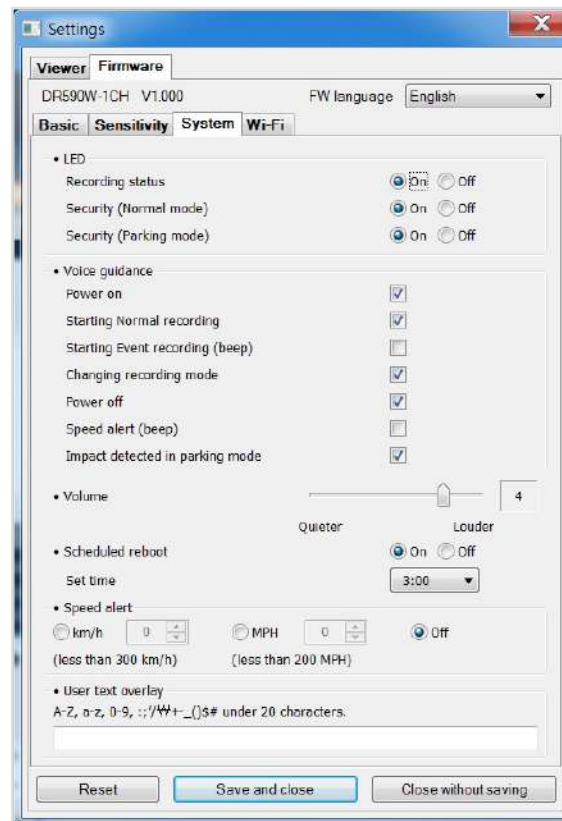 Settings
Viewer Firmware
DR590W-1CH V1.000 FW language English
Basic Sensitivity System Wi-Fi
• LED
Recording status On Off
Security (Normal mode) On Off
Security (Parking mode) On Off
• Voice guidance
Power on
Starting Normal recording
Starting Event recording (beep)
Changing recording mode
Power off
Speed alert (beep)
Impact detected in parking mode
• Volume 4
Quieter Louder
• Scheduled reboot On Off
Set time 3:00
• Speed alert
km/h 0 MPH 0 Off
(less than 300 km/h) (less than 200 MPH)
• User text overlay
A-Z, a-z, 0-9, :;'/₩+-_()$# under 20 characters.
Reset Save and close Close without saving